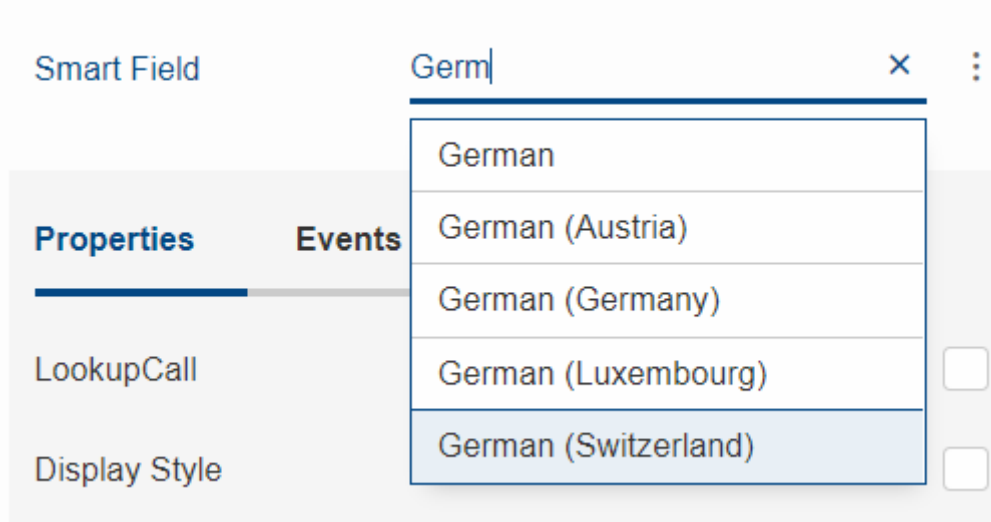 Smart Field Germ
German
Properties Events German (Austria)
German (Germany)
LookupCall German (Luxembourg)
German (Switzerland)
Display Style